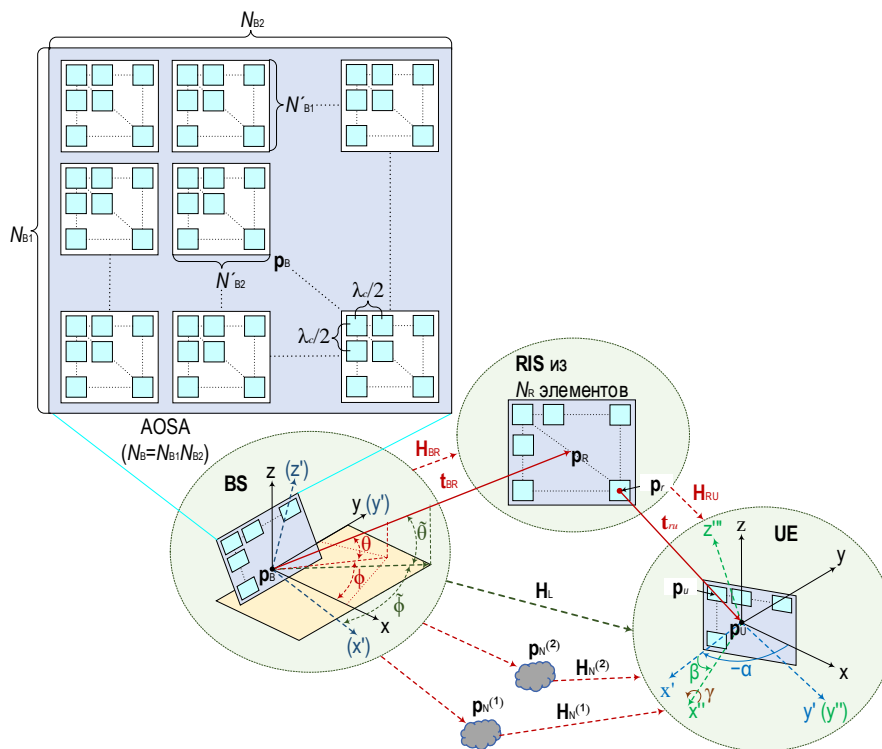 N_B2
N_B1
N´_B1
N´_B2
p_B
λ_c/2
λ_c/2
AOSA
(N_B=N_B1N_B2)
RIS из
N_R элементов
p_R
p_r
H_BR
t_BR
H_RU
t_ru
BS
z
(z')
y
(y')
θ
θ̃
ϕ
ϕ̃
p_B
x
(x')
H_L
UE
z'''
z
y
p_u
p_U
x
x'
β
−α
γ
x''
y'
(y'')
p_N^(2)
H_N^(2)
p_N^(1)
H_N^(1)